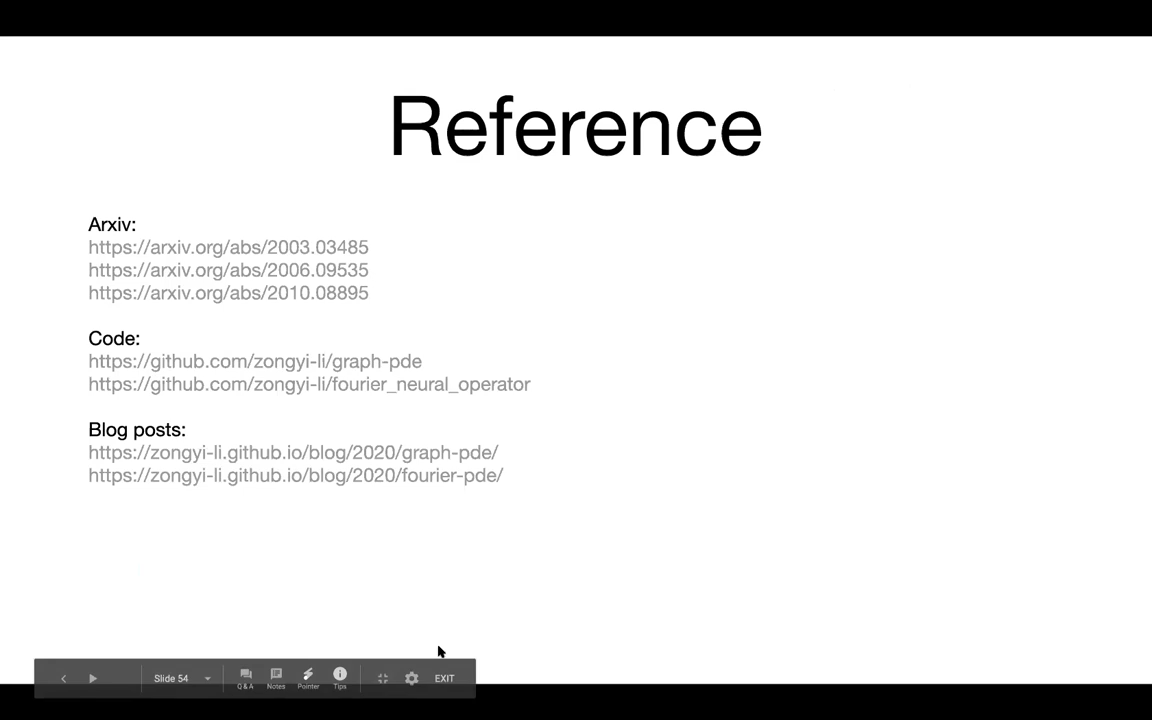 Reference
Arxiv:
https://arxiv.org/abs/2003.03485
https://arxiv.org/abs/2006.09535
https://arxiv.org/abs/2010.08895
Code:
https://github.com/zongyi-li/graph-pde
https://github.com/zongyi-li/fourier_neural_operator
Blog posts:
https://zongyi-li.github.io/blog/2020/graph-pde/
https://zongyi-li.github.io/blog/2020/fourier-pde/
Slide 54 Q & A Notes Pointer Tips EXIT